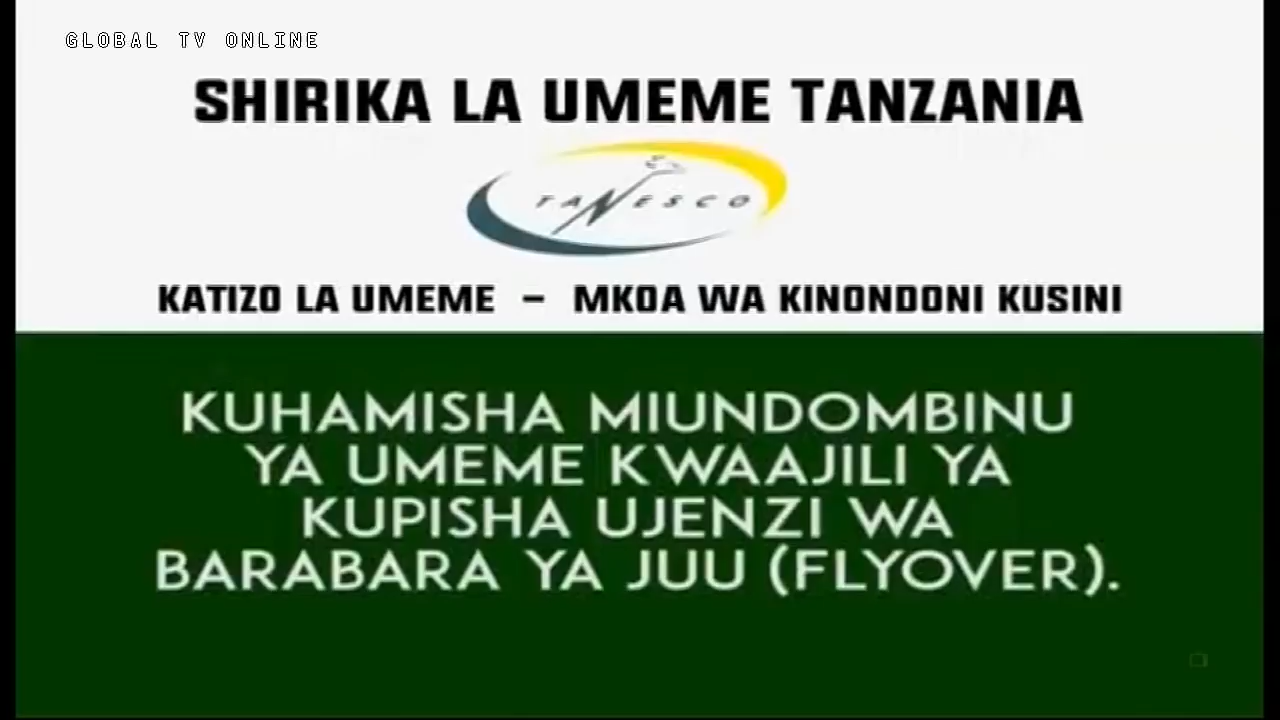 GLOBAL TV ONLINE
SHIRIKA LA UMEME TANZANIA
TANESCO
KATIZO LA UMEME - MKOA WA KINONDONI KUSINI
KUHAMISHA MIUNDOMBINU
YA UMEME KWAAJILI YA
KUPISHA UJENZI WA
BARABARA YA JUU (FLYOVER).